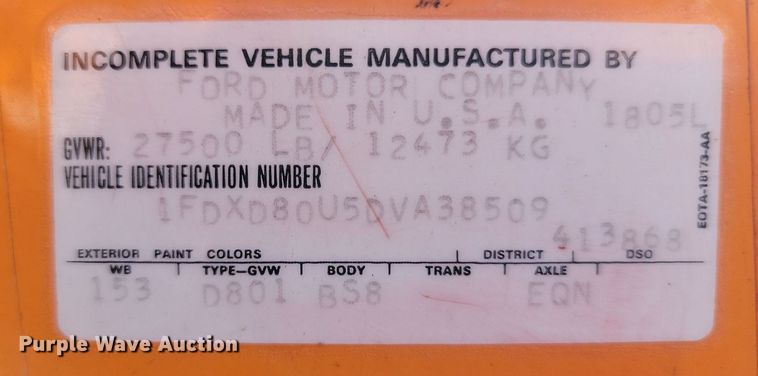 INCOMPLETE VEHICLE MANUFACTURED BY
FORD MOTOR COMPANY
MADE IN U.S.A. 1805L
GVWR: 27500 LB/ 12473 KG
VEHICLE IDENTIFICATION NUMBER
1FDXD80U5DVA38509
EOTA-18173-AA
413868
EXTERIOR PAINT COLORS DISTRICT DSO
WB TYPE-GVW BODY TRANS AXLE
153 D801 BS8 EQN
Purple Wave Auction